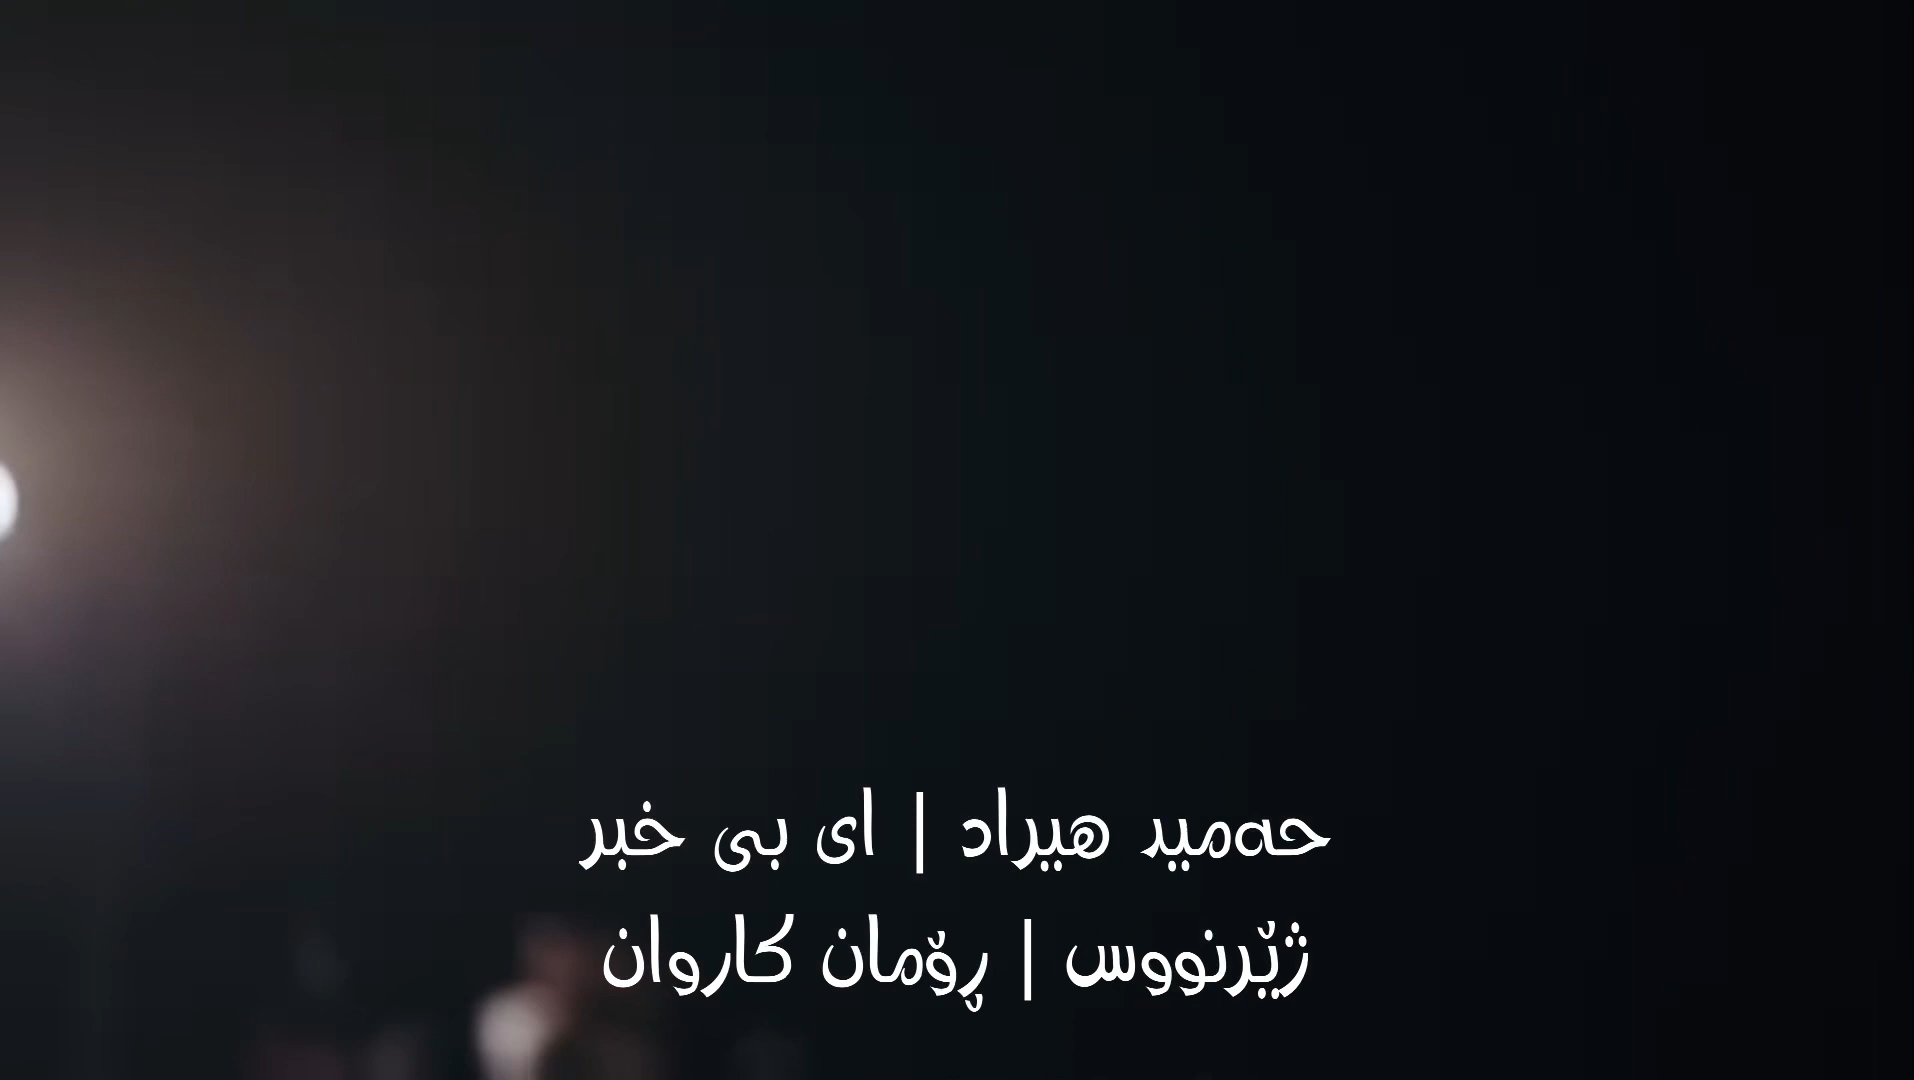 حەمید هیراد | ای بی خبر
ژێرنووس | ڕۆمان کاروان